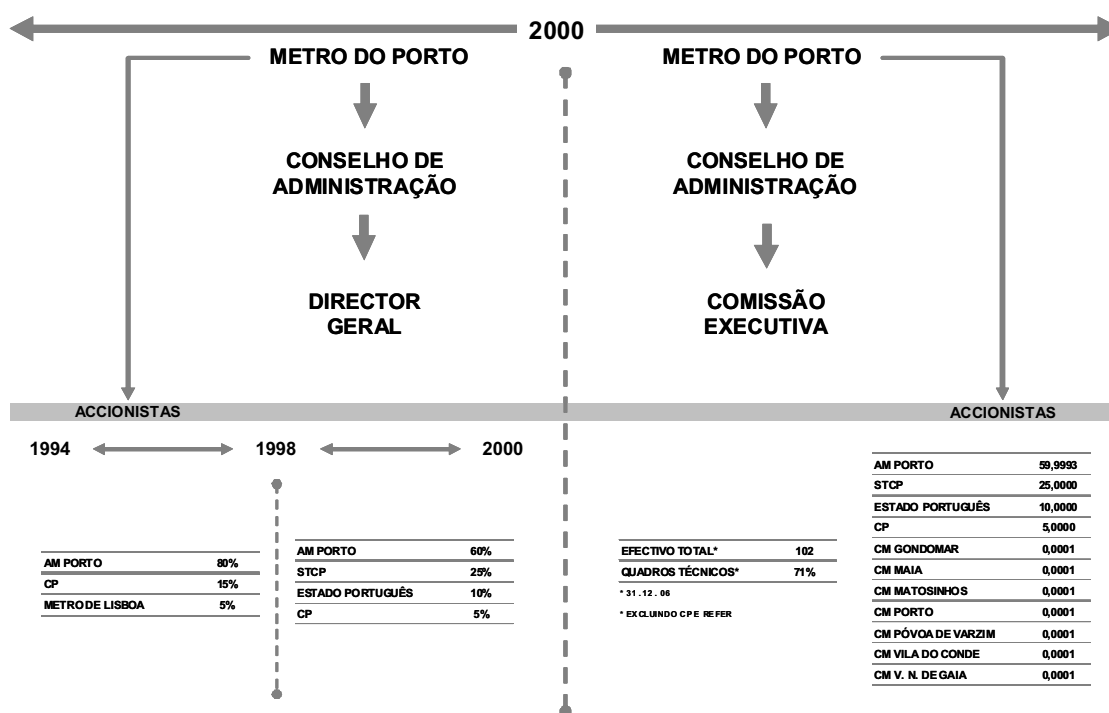 2000
METRO DO PORTO
CONSELHO DE
ADMINISTRAÇÃO
DIRECTOR
GERAL
METRO DO PORTO
CONSELHO DE
ADMINISTRAÇÃO
COMISSÃO
EXECUTIVA
ACCIONISTAS
ACCIONISTAS
1994 1998 2000
AM PORTO 80%
CP 15%
METRO DE LISBOA 5%
AM PORTO 60%
STCP 25%
ESTADO PORTUGUÊS 10%
CP 5%
EFECTIVO TOTAL* 102
QUADROS TÉCNICOS* 71%
* 31.12.06
* EXCLUINDO CP E REFER
AM PORTO 59,9993
STCP 25,0000
ESTADO PORTUGUÊS 10,0000
CP 5,0000
CM GONDOMAR 0,0001
CM MAIA 0,0001
CM MATOSINHOS 0,0001
CM PORTO 0,0001
CM PÓVOA DE VARZIM 0,0001
CM VILA DO CONDE 0,0001
CM V. N. DE GAIA 0,0001